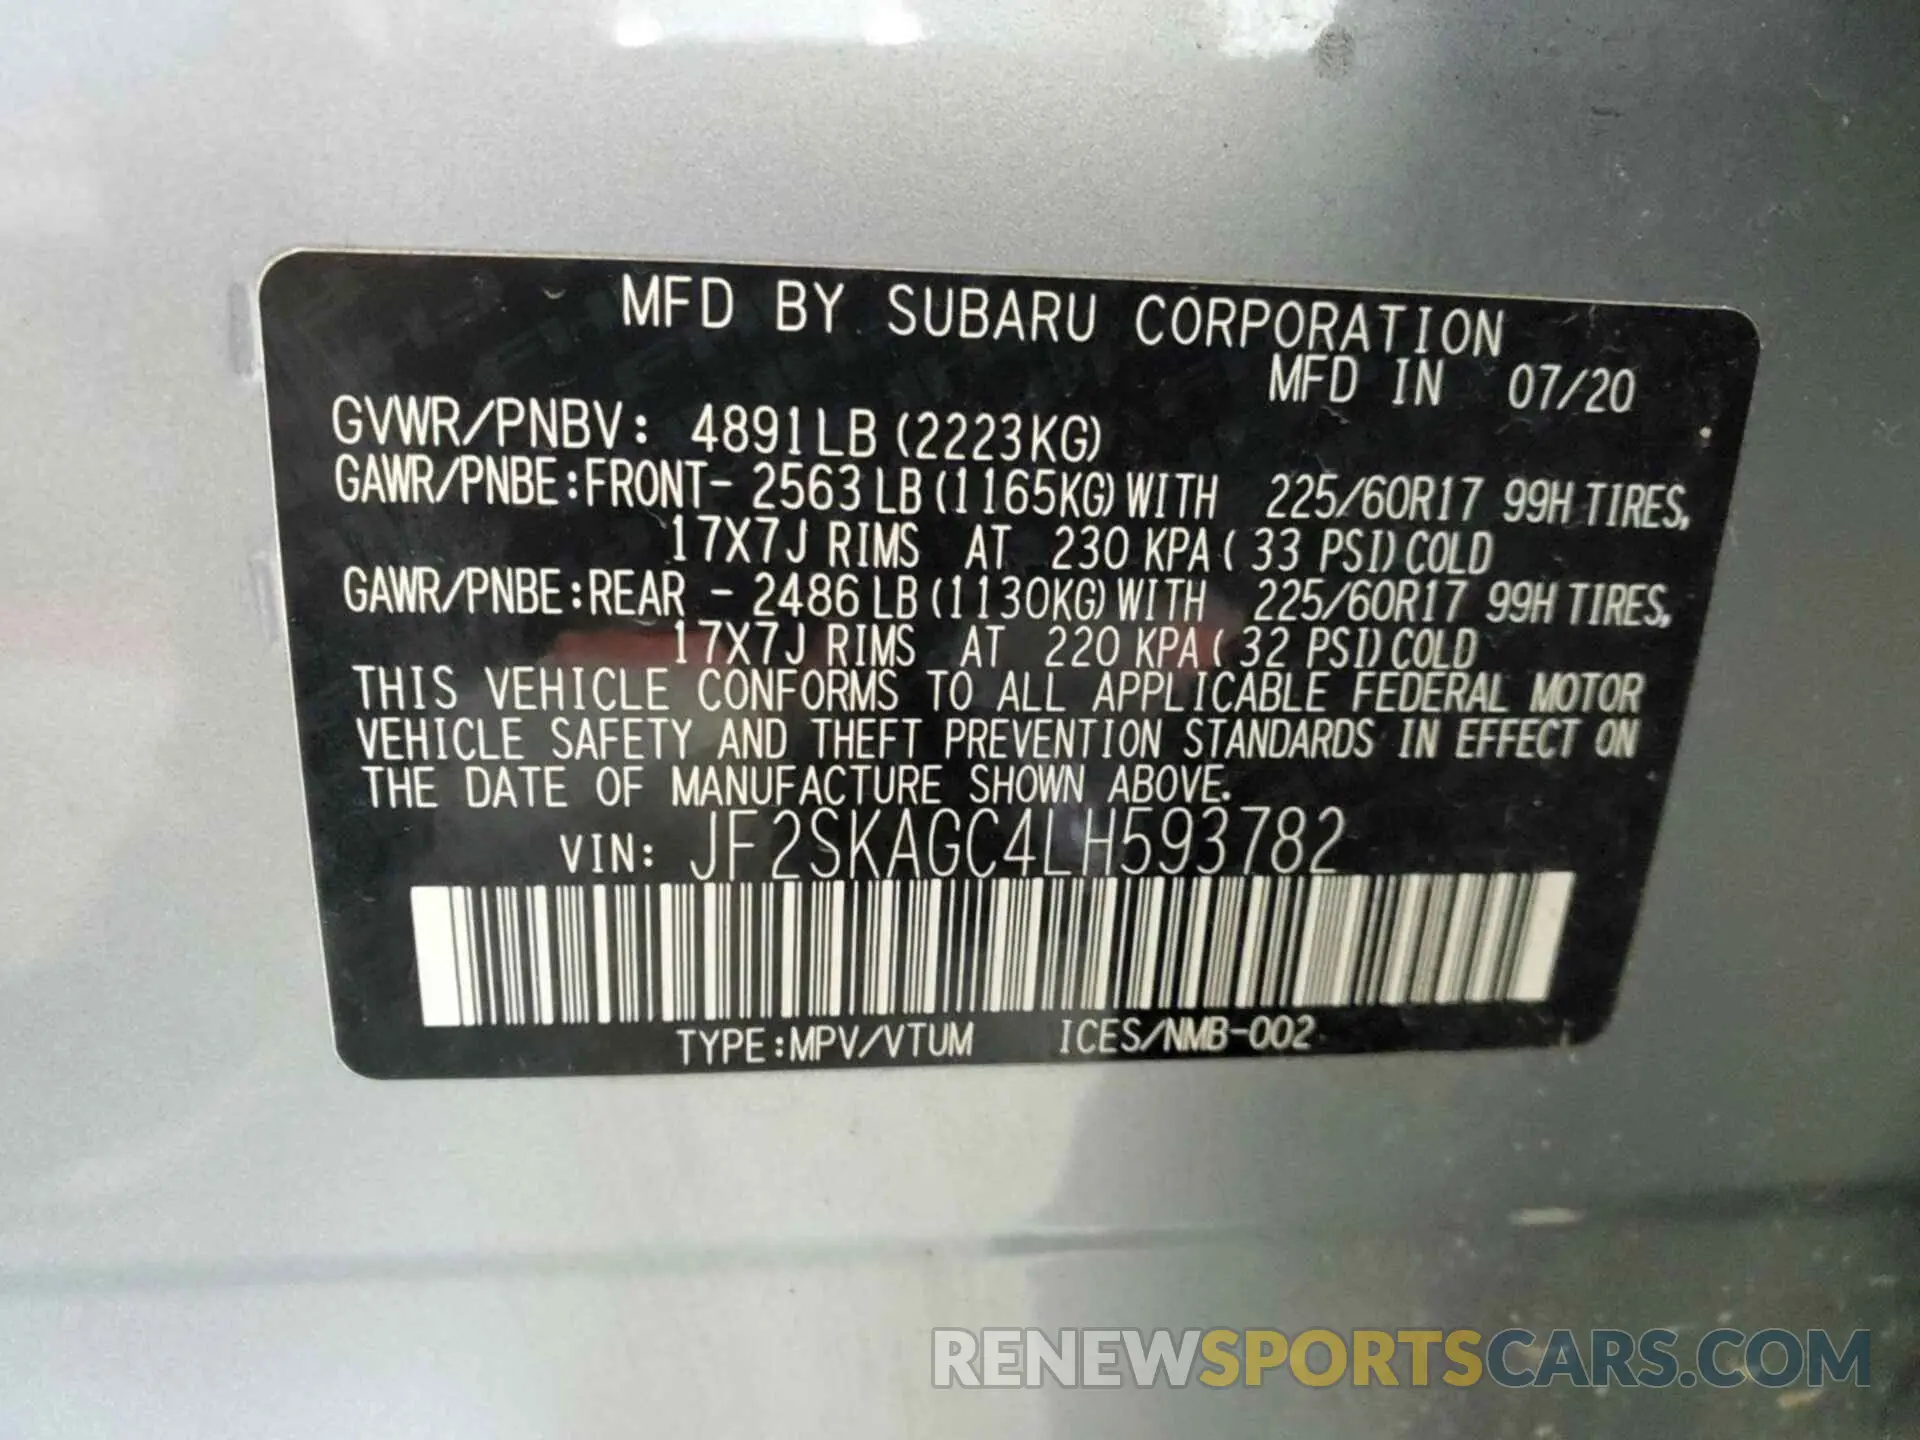 MFD BY SUBARU CORPORATION
MFD IN 07/20
GVWR/PNBV: 4891LB (2223KG)
GAWR/PNBE:FRONT- 2563 LB (1165KG) WITH 225/60R17 99H TIRES,
17X7J RIMS AT 230 KPA ( 33 PSI) COLD
GAWR/PNBE:REAR - 2486 LB (1130KG) WITH 225/60R17 99H TIRES,
17X7J RIMS AT 220 KPA ( 32 PSI) COLD
THIS VEHICLE CONFORMS TO ALL APPLICABLE FEDERAL MOTOR
VEHICLE SAFETY AND THEFT PREVENTION STANDARDS IN EFFECT ON
THE DATE OF MANUFACTURE SHOWN ABOVE.
VIN: JF2SKAGC4LH593782
TYPE:MPV/VTUM ICES/NMB-002
RENEWSPORTSCARS.COM